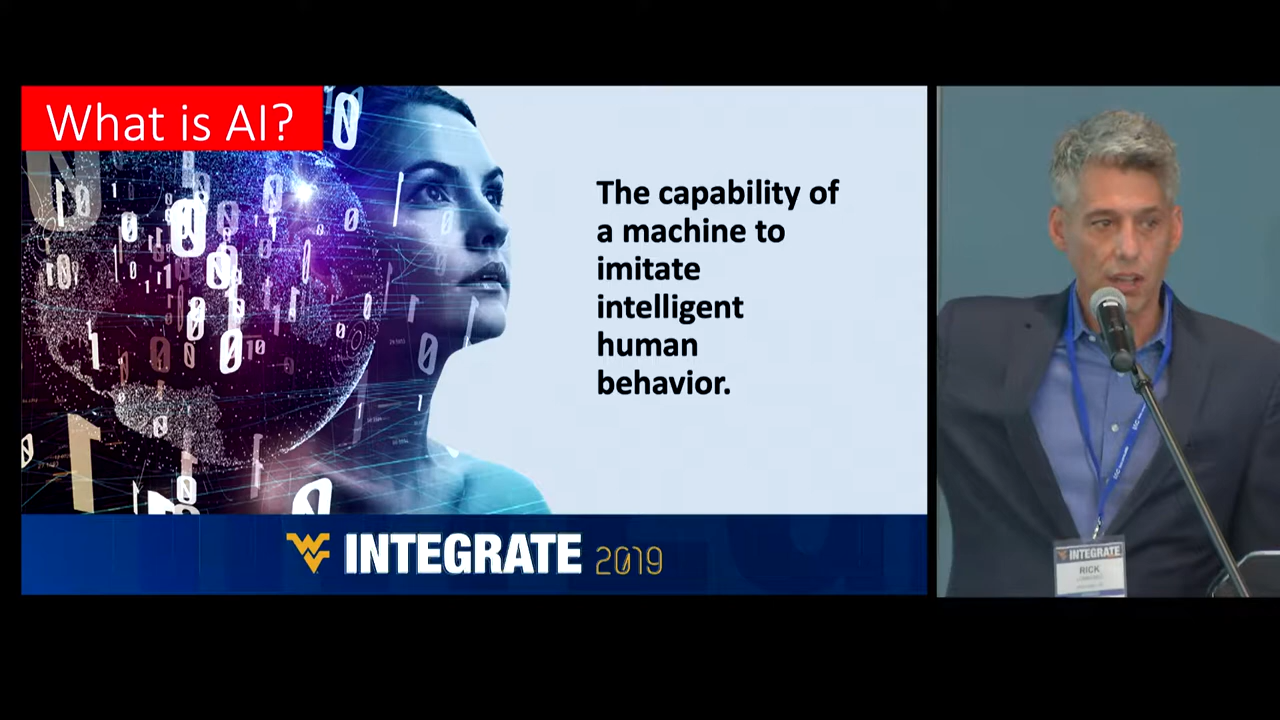 What is AI?
The capability of
a machine to
imitate
intelligent
human
behavior.
INTEGRATE 2019
INTEGRATE
RICK